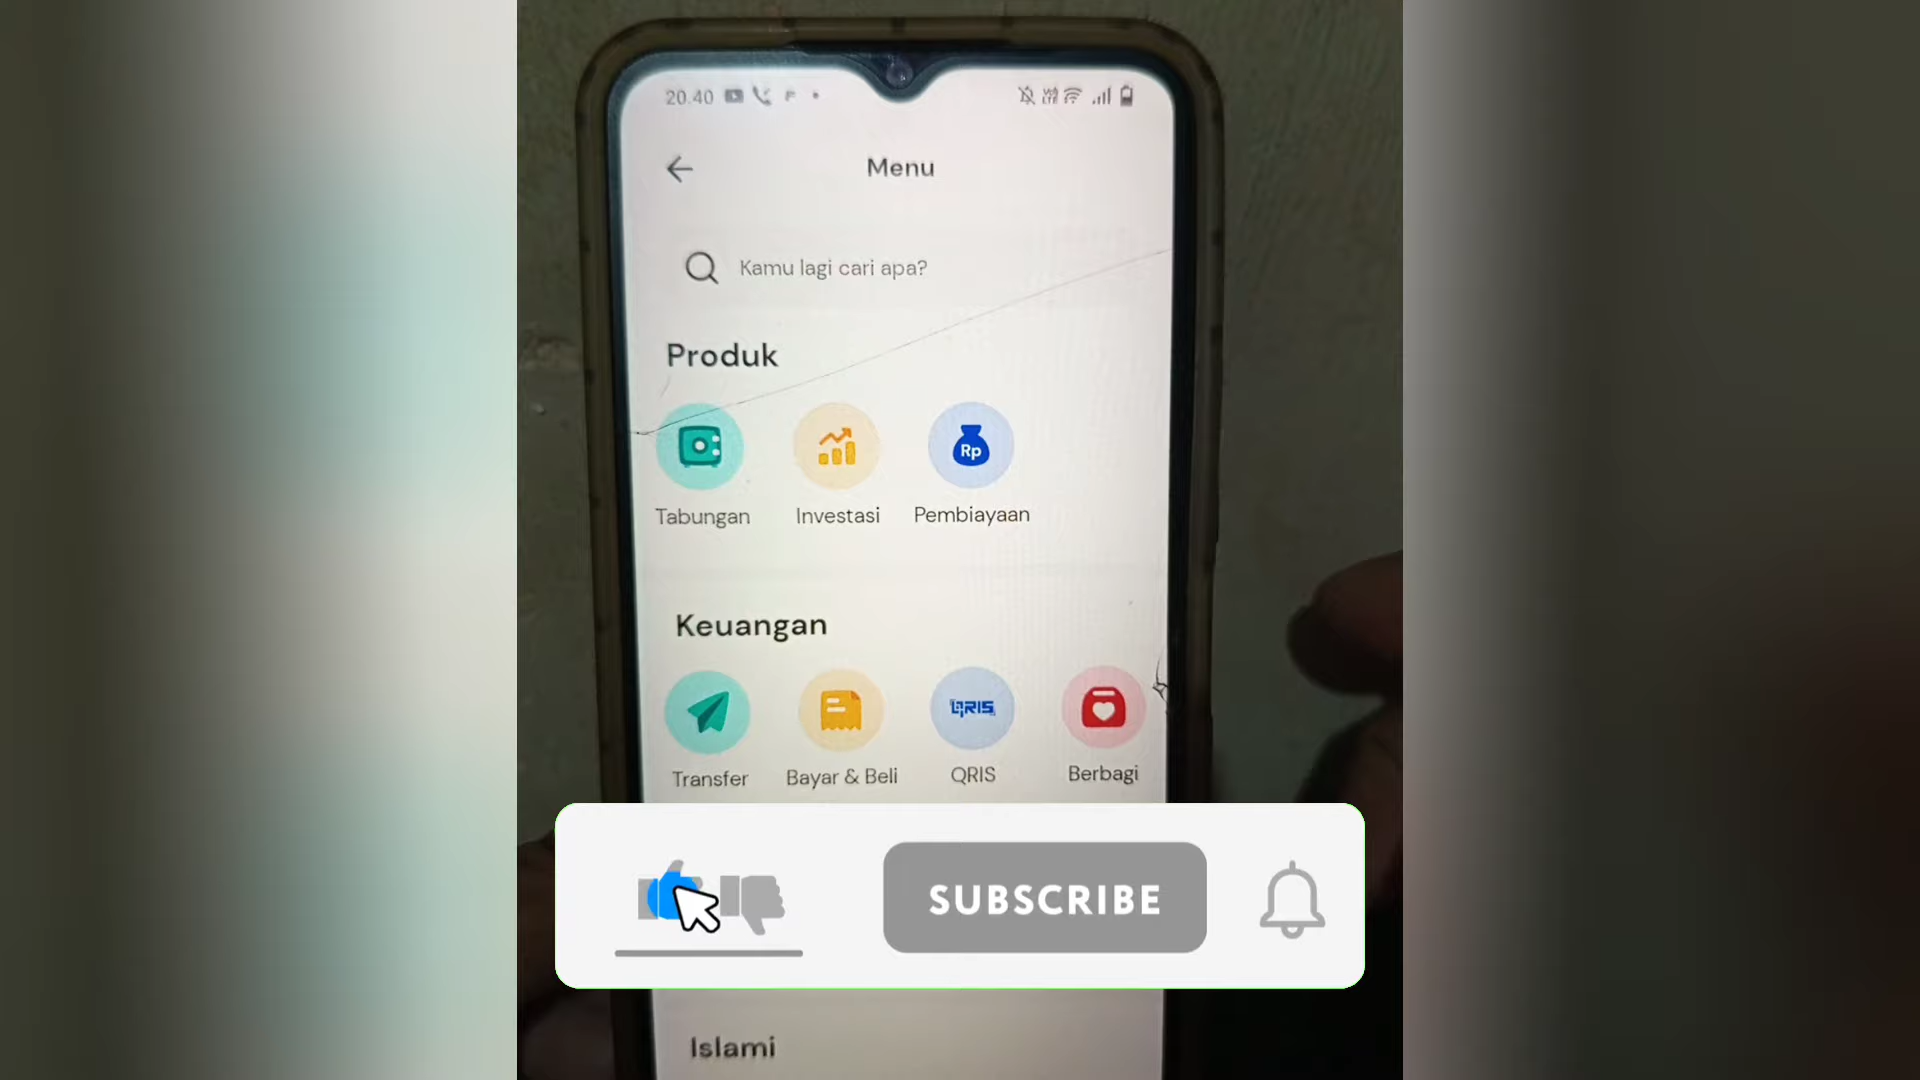 20.40
Menu
Kamu lagi cari apa?
Produk
Rp
Tabungan Investasi Pembiayaan
Keuangan
QRIS
Transfer Bayar & Beli QRIS Berbagi
SUBSCRIBE
Islami